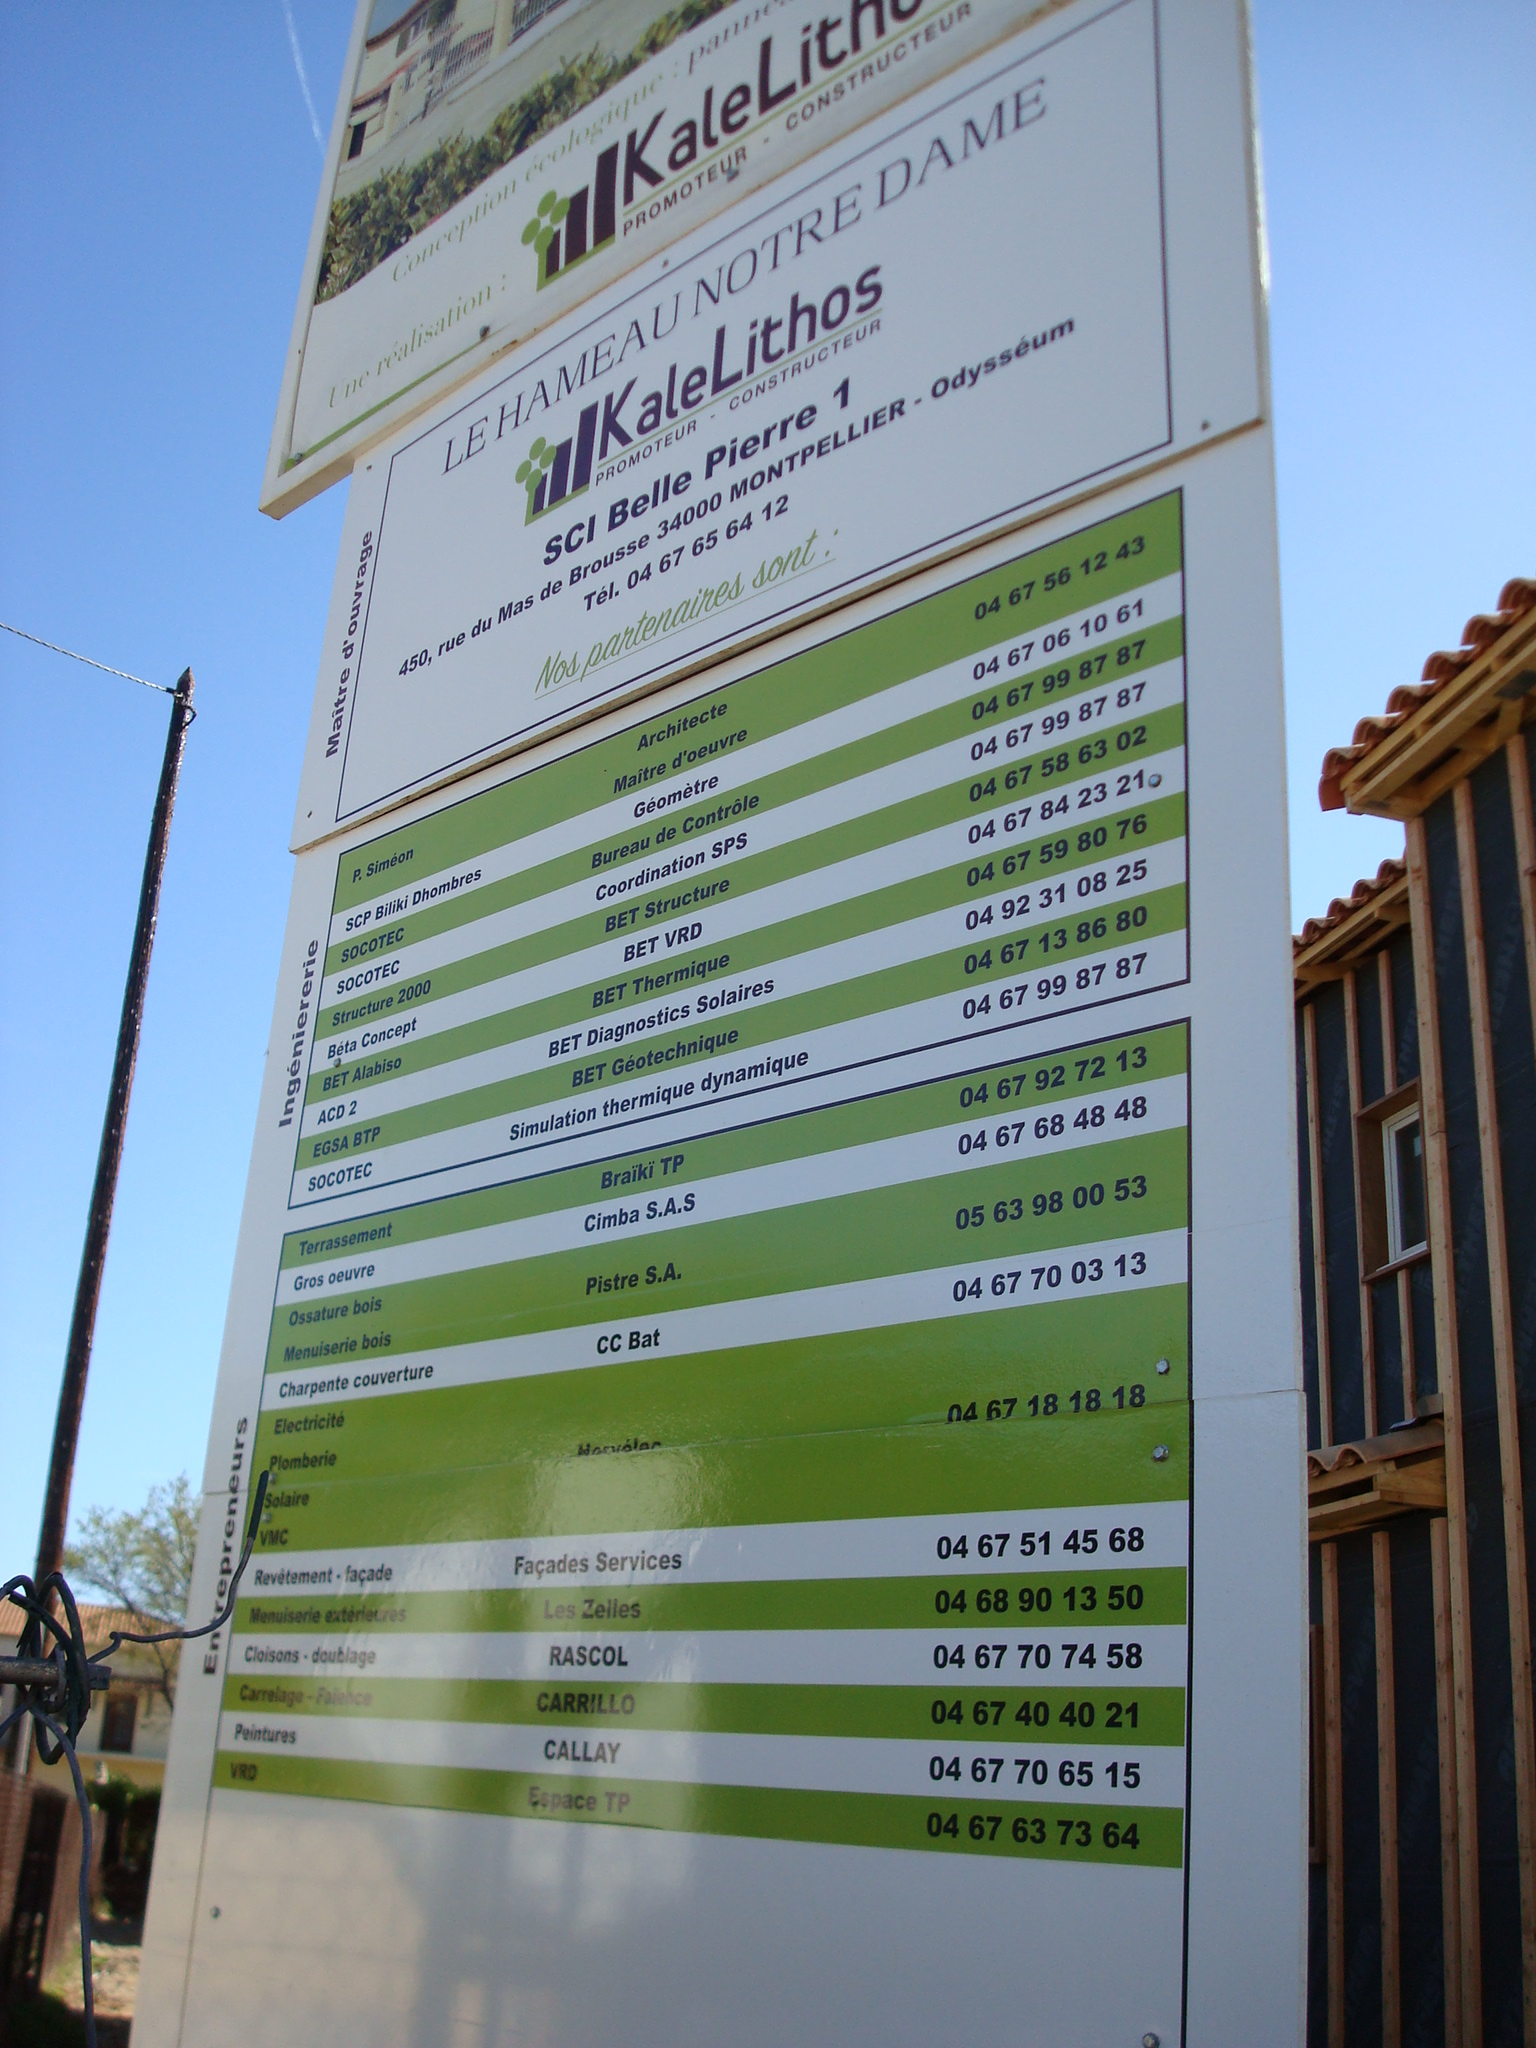 Conception écologique :
Une réalisation :
KaleLitho
PROMOTEUR - CONSTRUCTEUR
LE HAMEAU NOTRE DAME
KaleLithos
PROMOTEUR - CONSTRUCTEUR
SCI Belle Pierre 1
450, rue du Mas de Brousse 34000 MONTPELLIER - Odysséum
Tél. 04 67 65 64 12
Nos partenaires sont :
Maître d'ouvrage
Ingéniererie
P. Siméon Architecte 04 67 56 12 43
Maître d'oeuvre
SCP Biliki Dhombres Géomètre 04 67 06 10 61
SOCOTEC Bureau de Contrôle 04 67 99 87 87
SOCOTEC Coordination SPS 04 67 99 87 87
Structure 2000 BET Structure 04 67 58 63 02
Béta Concept BET VRD 04 67 84 23 21
BET Alabiso BET Thermique 04 67 59 80 76
ACD 2 BET Diagnostics Solaires 04 92 31 08 25
EGSA BTP BET Géotechnique 04 67 13 86 80
SOCOTEC Simulation thermique dynamique 04 67 99 87 87
Entrepreneurs
Terrassement Braïkï TP 04 67 92 72 13
Gros oeuvre Cimba S.A.S 04 67 68 48 48
Ossature bois
Pistre S.A. 05 63 98 00 53
Menuiserie bois
Charpente couverture CC Bat 04 67 70 03 13
Electricité
Plomberie Hervélec 04 67 18 18 18
Solaire
VMC
Revêtement - façade Façades Services 04 67 51 45 68
Menuiserie extérieures Les Zelles 04 68 90 13 50
Cloisons - doublage RASCOL 04 67 70 74 58
Carrelage - Faïence CARRILLO 04 67 40 40 21
Peintures CALLAY 04 67 70 65 15
VRD Espace TP 04 67 63 73 64